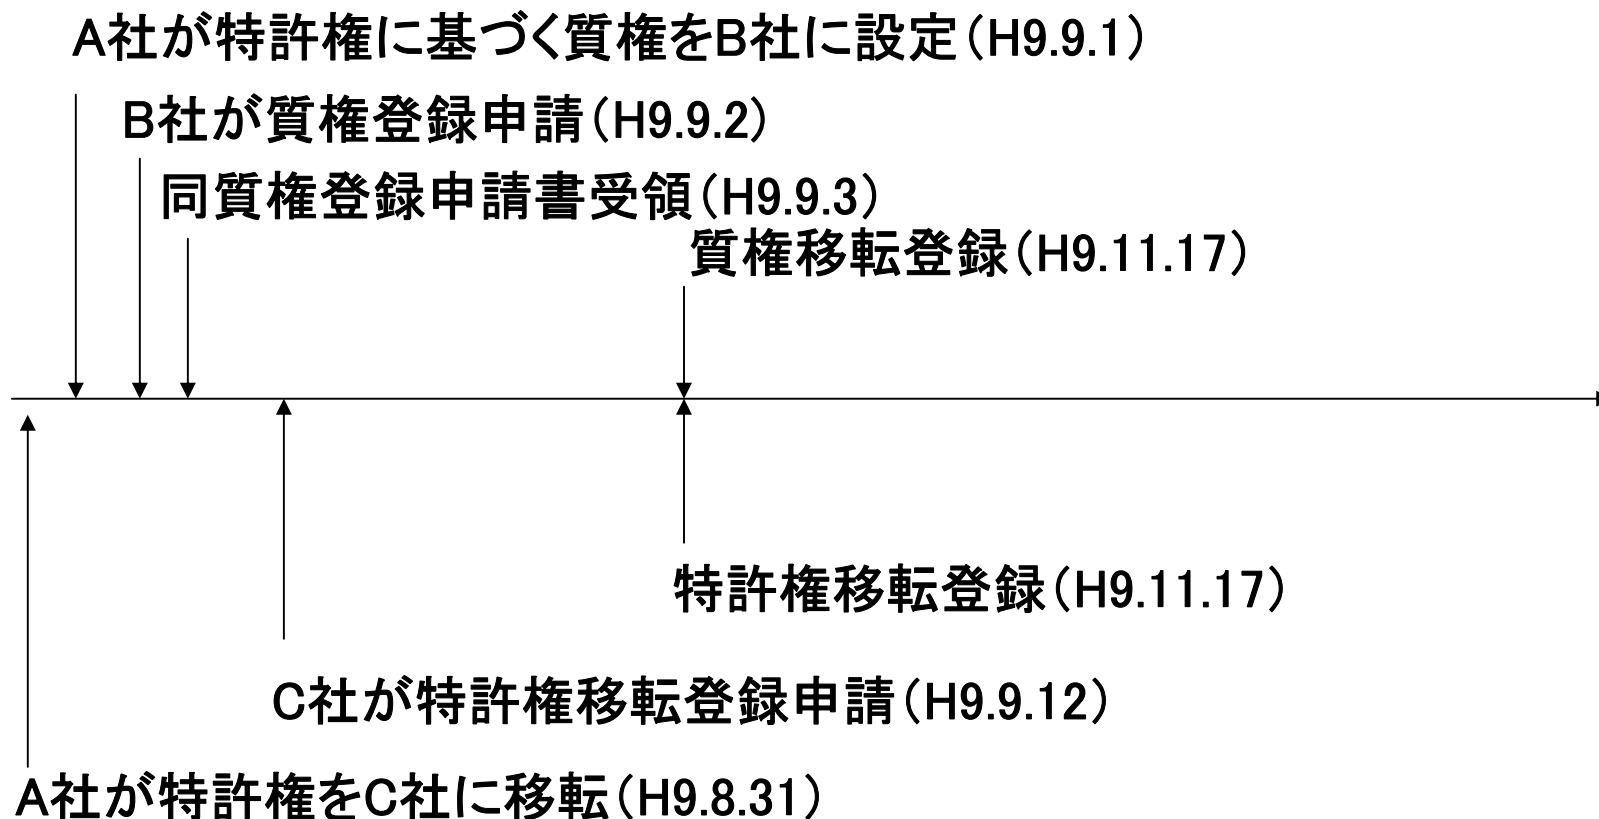 A社が特許権に基づく質権をB社に設定(H9.9.1)
B社が質権登録申請(H9.9.2)
同質権登録申請書受領(H9.9.3)
質権移転登録(H9.11.17)
特許権移転登録(H9.11.17)
C社が特許権移転登録申請(H9.9.12)
A社が特許権をC社に移転(H9.8.31)